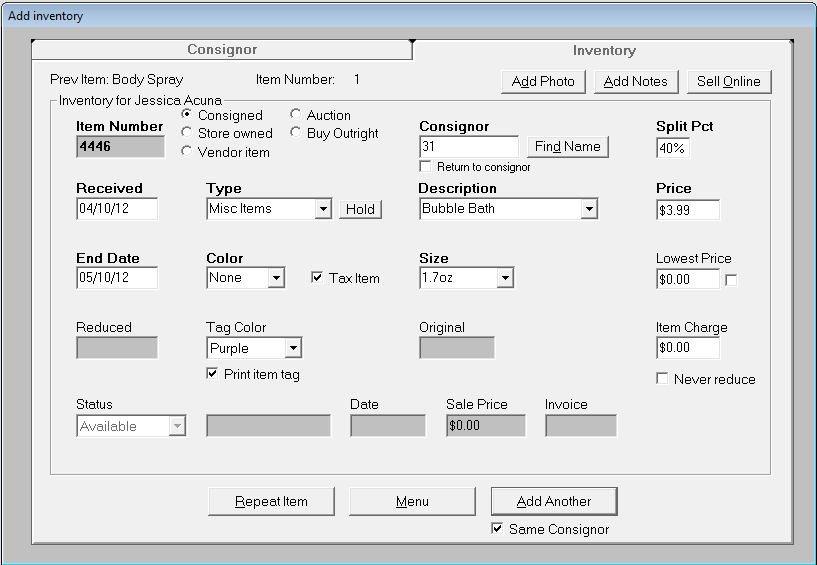 Add inventory
Consignor Inventory
Prev Item: Body Spray Item Number: 1 Add Photo Add Notes Sell Online
Inventory for Jessica Acuna
Consigned Auction
Item Number Consignor Split Pct
Store owned Buy Outright
4446 31 Find Name 40%
Vendor item
Return to consignor
Received Type Description Price
04/10/12 Misc Items Hold Bubble Bath $3.99
End Date Color Size Lowest Price
05/10/12 None Tax Item 1.7oz $0.00
Reduced Tag Color Original Item Charge
Purple $0.00
Print item tag Never reduce
Status Date Sale Price Invoice
Available $0.00
Repeat Item Menu Add Another
Same Consignor